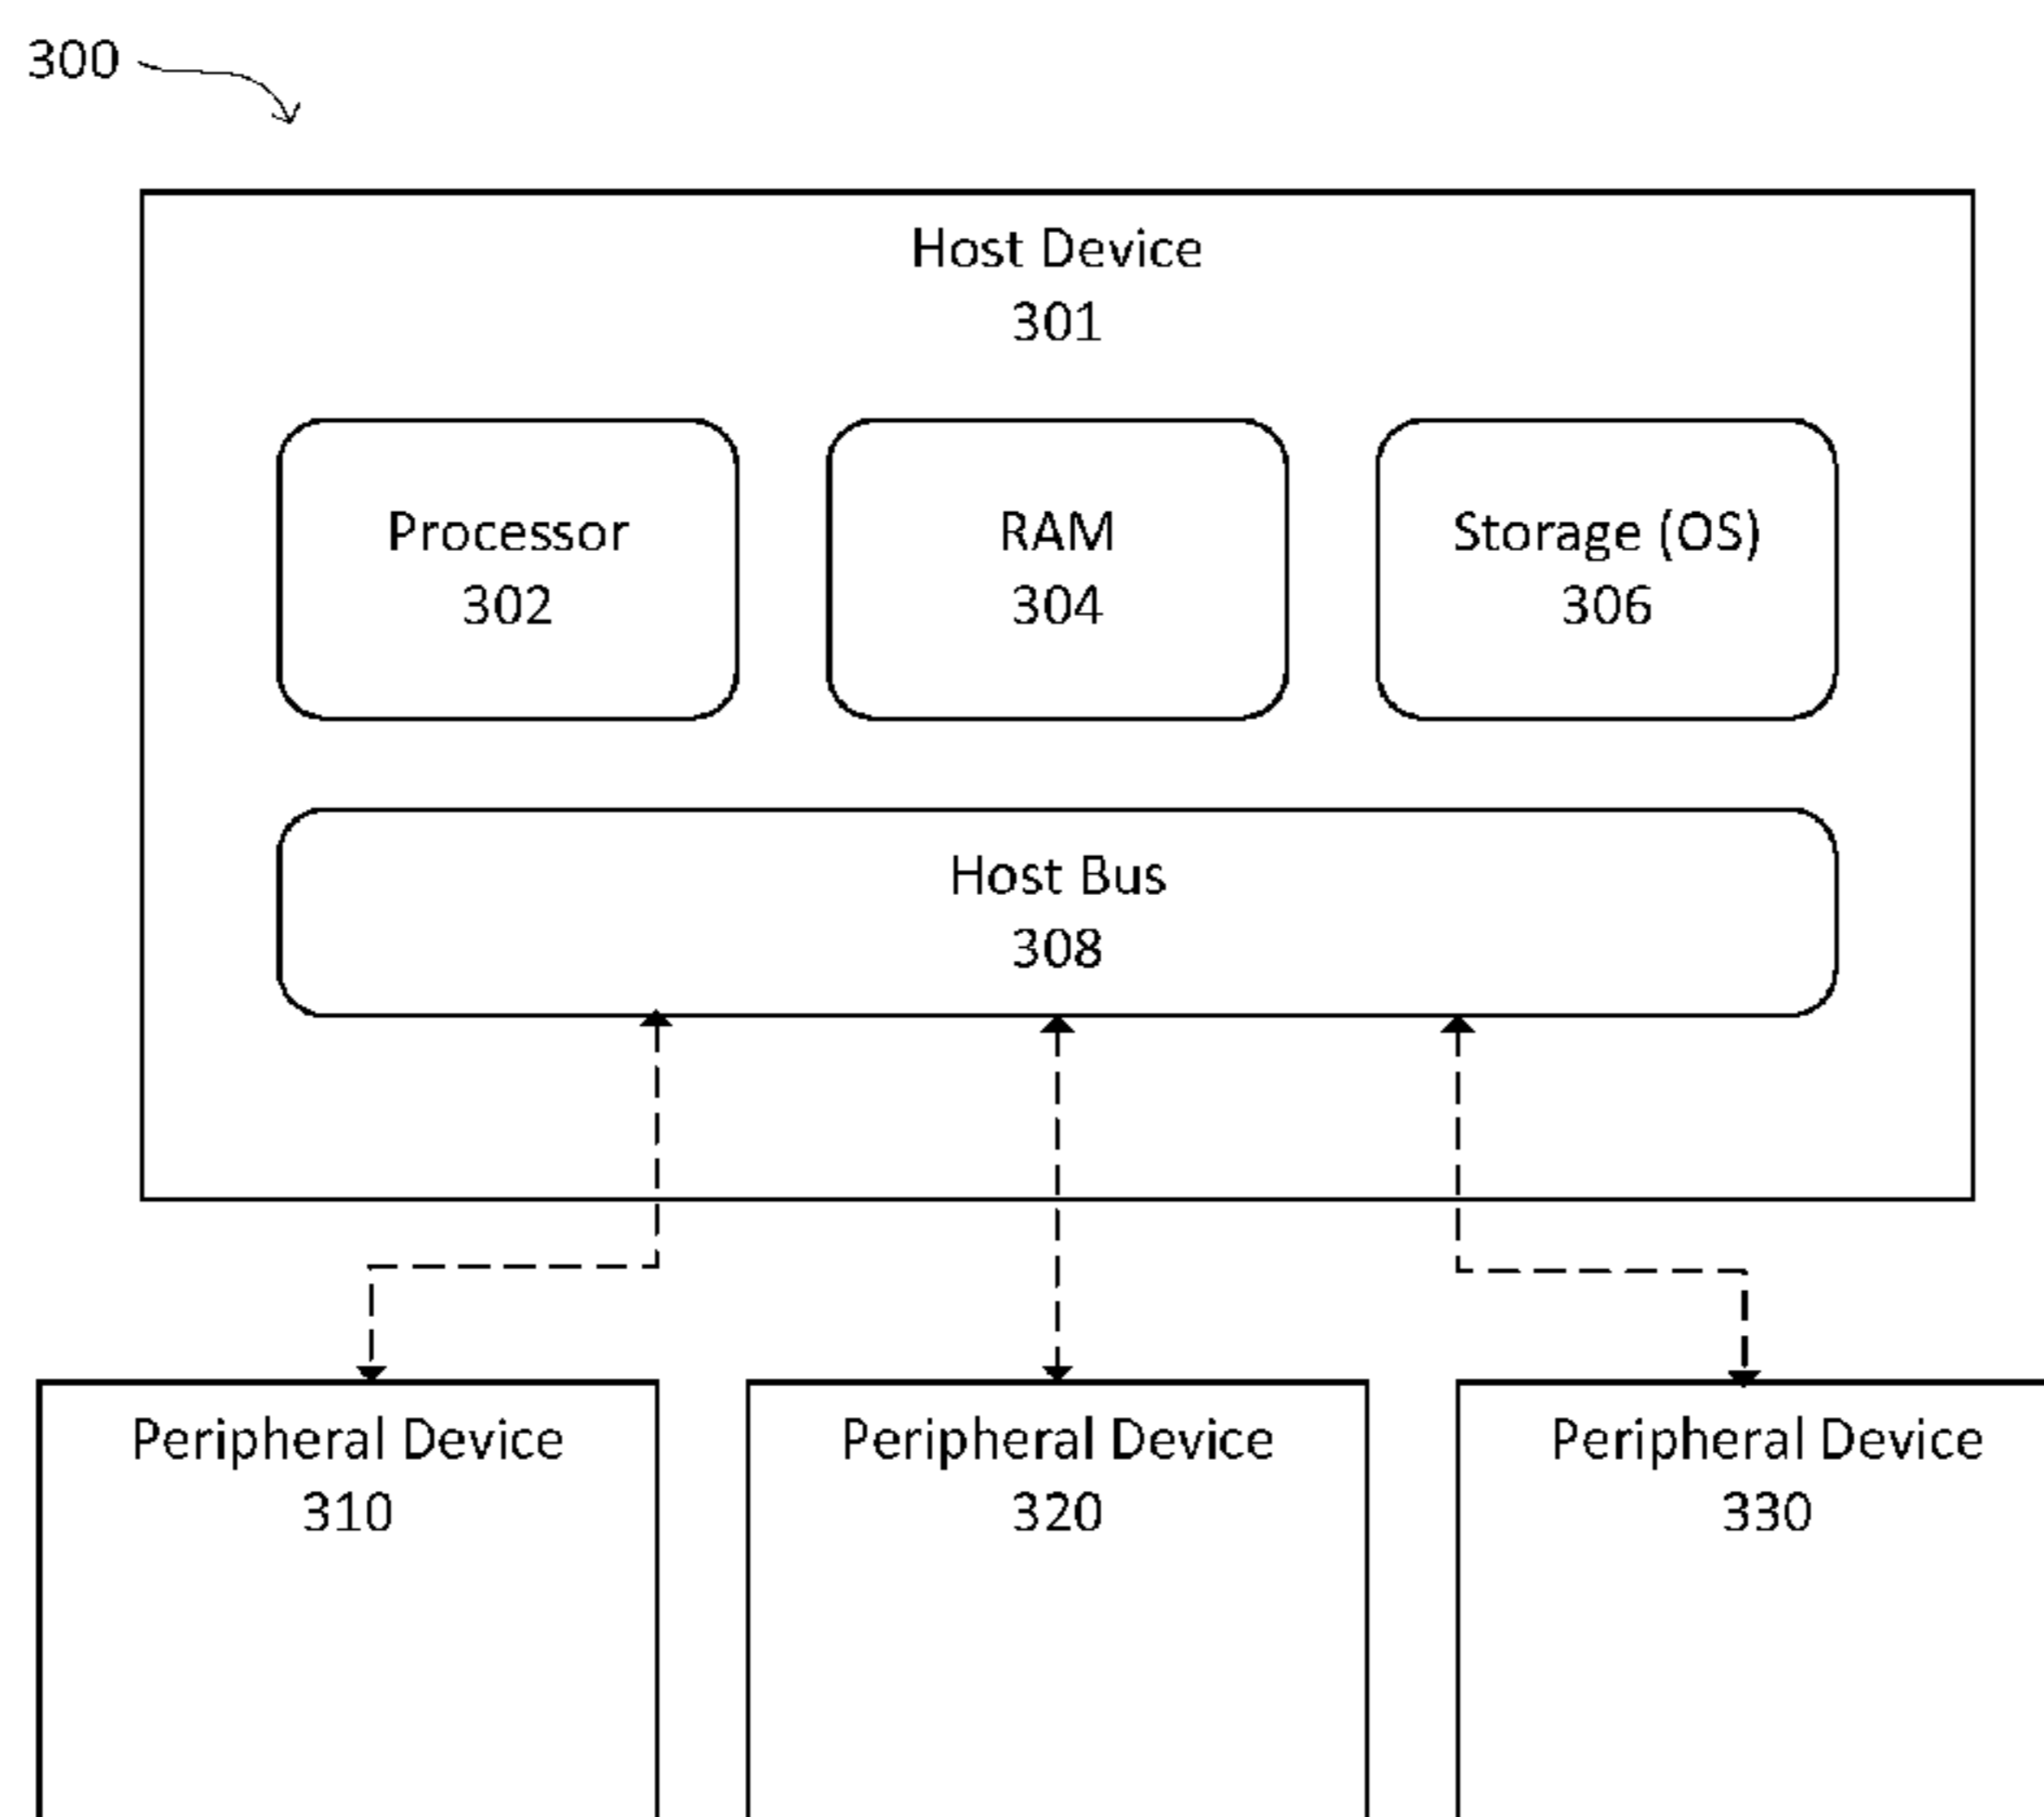 300
Host Device
301
Processor
302
RAM
304
Storage (OS)
306
Host Bus
308
Peripheral Device
310
Peripheral Device
320
Peripheral Device
330